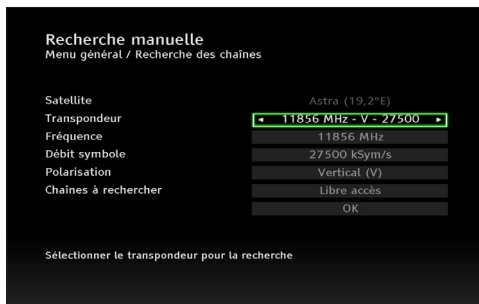 Recherche manuelle
Menu général / Recherche des chaînes
Satellite Astra (19,2°E)
Transpondeur 11856 MHz - V - 27500
Fréquence 11856 MHz
Débit symbole 27500 kSym/s
Polarisation Vertical (V)
Chaînes à rechercher Libre accès
OK
Sélectionner le transpondeur pour la recherche